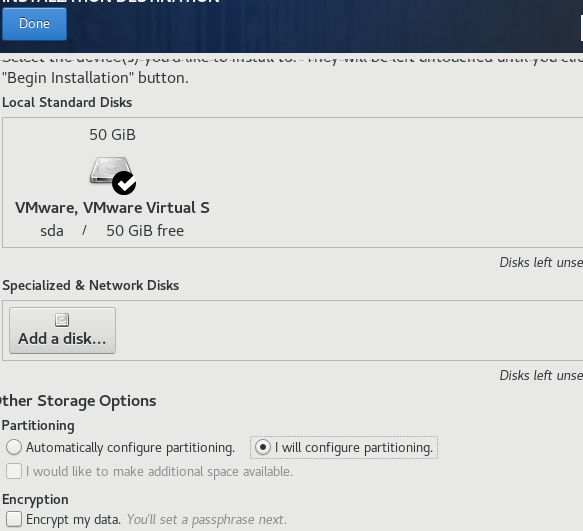 INSTALLATION DESTINATION
Done
Select the device(s) you'd like to install to. They will be left untouched until you clic
"Begin Installation" button.
Local Standard Disks
50 GiB
VMware, VMware Virtual S
sda / 50 GiB free
Disks left unse
Specialized & Network Disks
Add a disk...
Disks left unse
Other Storage Options
Partitioning
Automatically configure partitioning. I will configure partitioning.
I would like to make additional space available.
Encryption
Encrypt my data. You'll set a passphrase next.